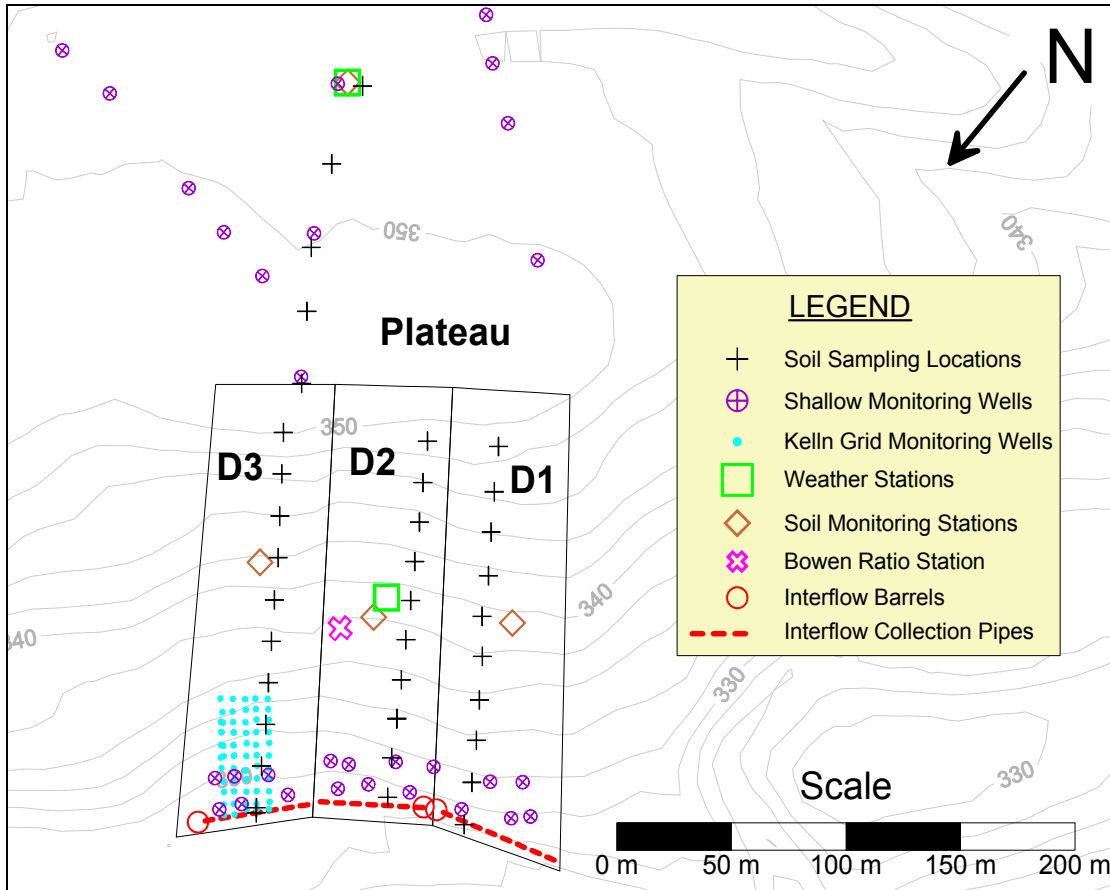 N
350
340
Plateau
LEGEND
Soil Sampling Locations
Shallow Monitoring Wells
Kelln Grid Monitoring Wells
Weather Stations
Soil Monitoring Stations
Bowen Ratio Station
Interflow Barrels
Interflow Collection Pipes
350
D3
D2
D1
340
340
330
330
Scale
0 m 50 m 100 m 150 m 200 m